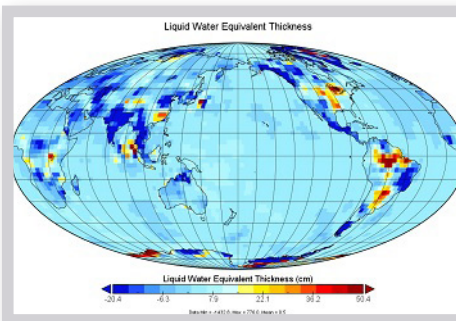 Liquid Water Equivalent Thickness
Liquid Water Equivalent Thickness (cm)
-20.4 -6.3 7.9 22.1 36.2 50.4